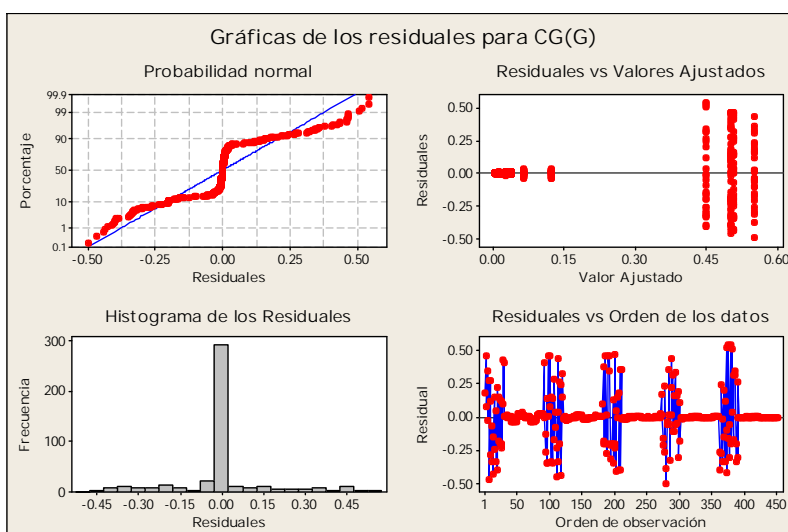 Gráficas de los residuales para CG(G)
Probabilidad normal
Porcentaje
99.9
99
90
50
10
1
0.1
-0.50 -0.25 0.00 0.25 0.50
Residuales
Residuales vs Valores Ajustados
Residuales
0.50
0.25
0.00
-0.25
-0.50
0.00 0.15 0.30 0.45 0.60
Valor Ajustado
Histograma de los Residuales
Frecuencia
300
200
100
0
-0.45 -0.30 -0.15 0.00 0.15 0.30 0.45
Residuales
Residuales vs Orden de los datos
Residual
0.50
0.25
0.00
-0.25
-0.50
1 50 100 150 200 250 300 350 400 450
Orden de observación